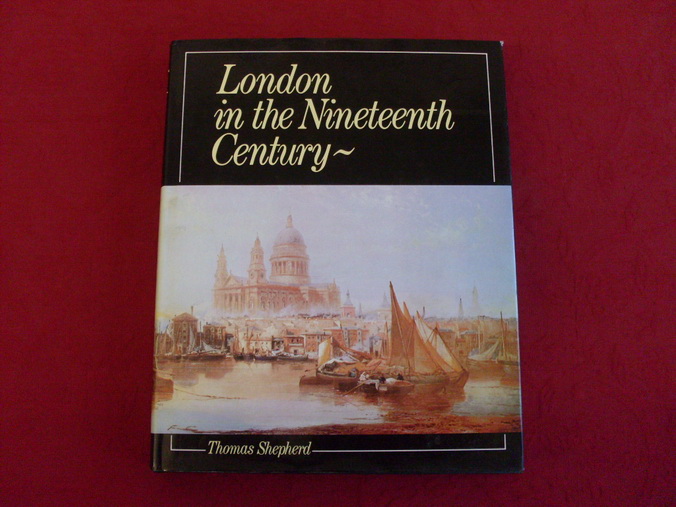 London
in the Nineteenth
Century~
Thomas Shepherd